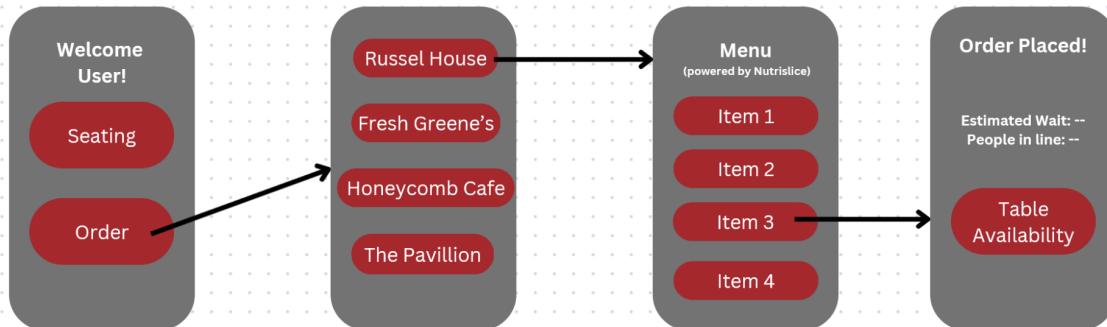 Welcome
User!
Seating
Order
Russel House
Fresh Greene's
Honeycomb Cafe
The Pavillion
Menu
(powered by Nutrislice)
Item 1
Item 2
Item 3
Item 4
Order Placed!
Estimated Wait: --
People in line: --
Table
Availability